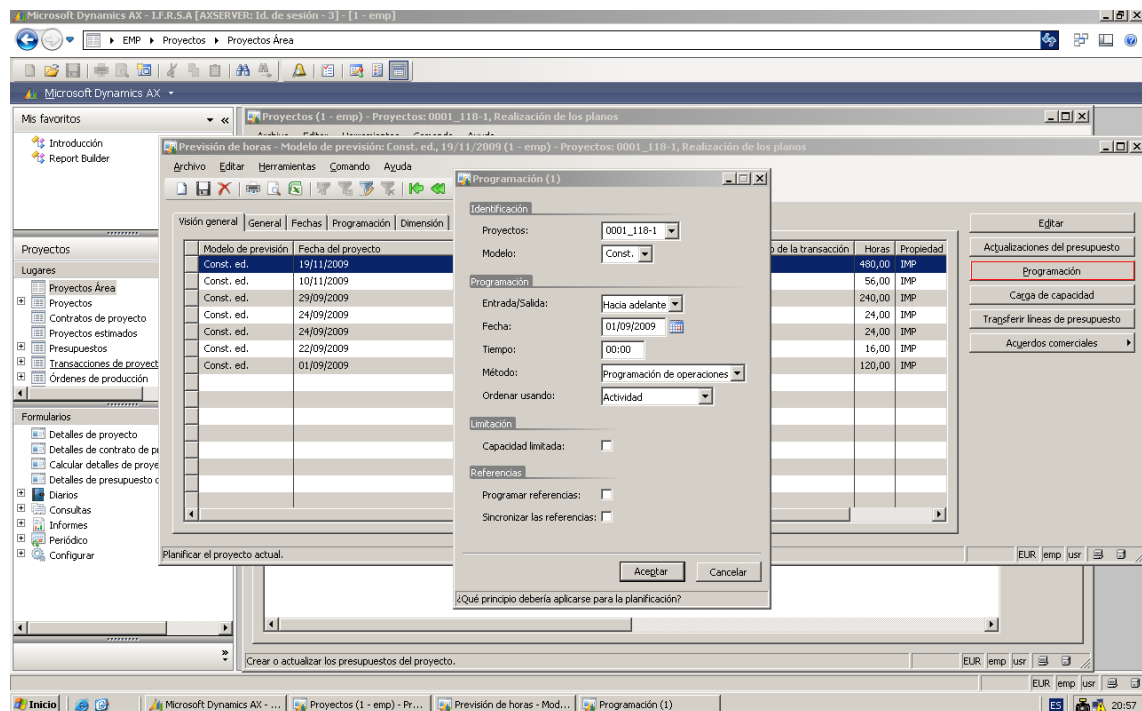 Microsoft Dynamics AX - I.F.R.S.A [AXSERVER: Id. de sesión - 3] - [1 - emp]
EMP Proyectos Proyectos Área
Microsoft Dynamics AX
Mis favoritos
Introducción
Report Builder
Proyectos
Lugares
Proyectos Área
Proyectos
Contratos de proyecto
Proyectos estimados
Presupuestos
Transacciones de proyect
Órdenes de producción
Formularios
Detalles de proyecto
Detalles de contrato de pr
Calcular detalles de proye
Detalles de presupuesto d
Diarios
Consultas
Informes
Periódico
Configurar
Proyectos (1 - emp) - Proyectos: 0001_118-1, Realización de los planos
Previsión de horas - Modelo de previsión: Const. ed., 19/11/2009 (1 - emp) - Proyectos: 0001_118-1, Realización de los planos
Archivo Editar Herramientas Comando Ayuda
Visión general General Fechas Programación Dimensión
Modelo de previsión Fecha del proyecto o de la transacción Horas Propiedad
Const. ed. 19/11/2009 480,00 IMP
Const. ed. 10/11/2009 56,00 IMP
Const. ed. 29/09/2009 240,00 IMP
Const. ed. 24/09/2009 24,00 IMP
Const. ed. 24/09/2009 24,00 IMP
Const. ed. 22/09/2009 16,00 IMP
Const. ed. 01/09/2009 120,00 IMP
Editar
Actualizaciones del presupuesto
Programación
Carga de capacidad
Transferir líneas de presupuesto
Acuerdos comerciales
Planificar el proyecto actual.
EUR emp usr
Programación (1)
Identificación
Proyectos: 0001_118-1
Modelo: Const.
Programación
Entrada/Salida: Hacia adelante
Fecha: 01/09/2009
Tiempo: 00:00
Método: Programación de operaciones
Ordenar usando: Actividad
Limitación
Capacidad limitada:
Referencias
Programar referencias:
Sincronizar las referencias:
Aceptar Cancelar
¿Qué principio debería aplicarse para la planificación?
Crear o actualizar los presupuestos del proyecto.
EUR emp usr
EUR emp usr
Inicio Microsoft Dynamics AX - ... Proyectos (1 - emp) - Pr... Previsión de horas - Mod... Programación (1) ES 20:57